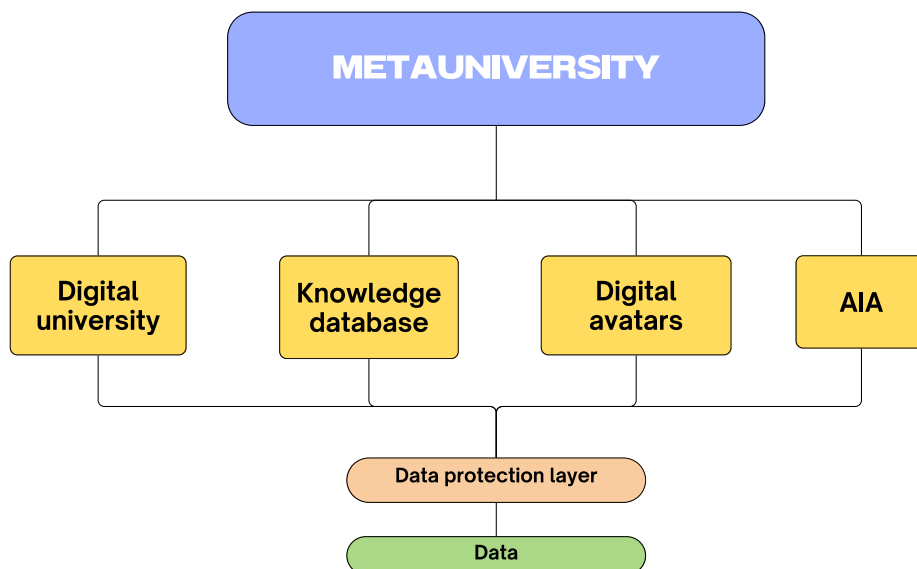 METAUNIVERSITY
Digital
university
Knowledge
database
Digital
avatars
AIA
Data protection layer
Data